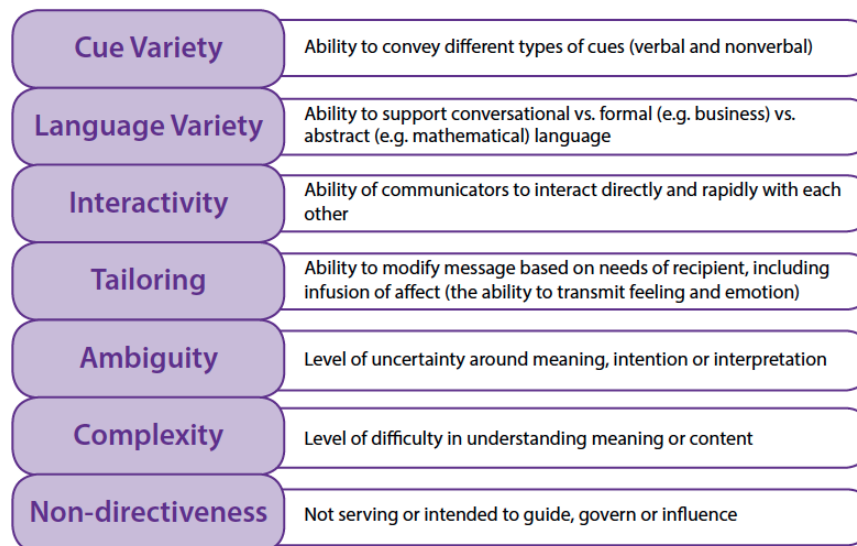 Cue Variety
Ability to convey different types of cues (verbal and nonverbal)
Language Variety
Ability to support conversational vs. formal (e.g. business) vs.
abstract (e.g. mathematical) language
Interactivity
Ability of communicators to interact directly and rapidly with each
other
Tailoring
Ability to modify message based on needs of recipient, including
infusion of affect (the ability to transmit feeling and emotion)
Ambiguity
Level of uncertainty around meaning, intention or interpretation
Complexity
Level of difficulty in understanding meaning or content
Non-directiveness
Not serving or intended to guide, govern or influence